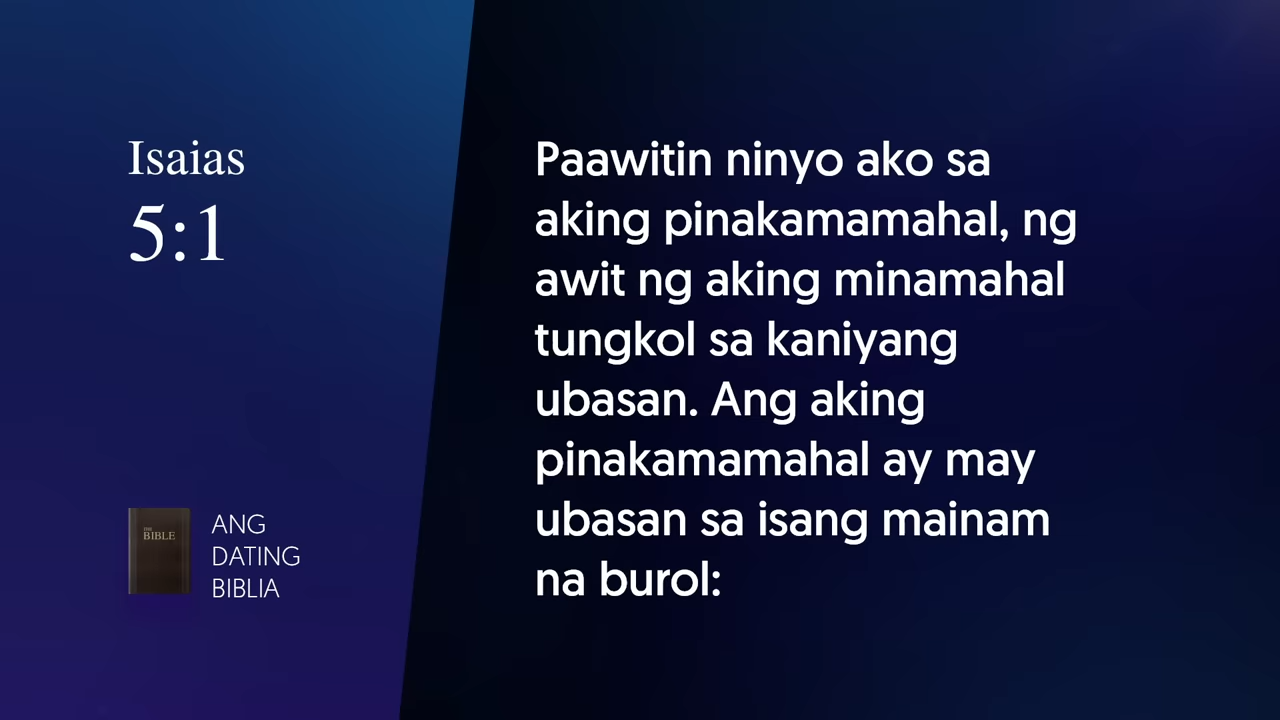 Isaias
5:1
THE
BIBLE
ANG
DATING
BIBLIA
Paawitin ninyo ako sa
aking pinakamamahal, ng
awit ng aking minamahal
tungkol sa kaniyang
ubasan. Ang aking
pinakamamahal ay may
ubasan sa isang mainam
na burol: